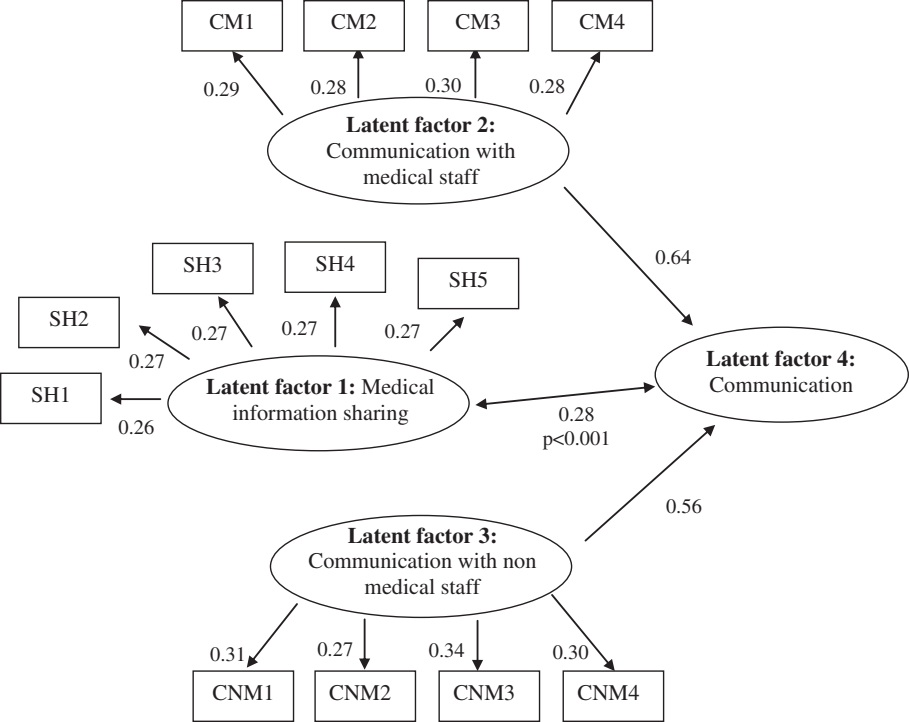 CM1
CM2
CM3
CM4
0.29
0.28
0.30
0.28
Latent factor 2:
Communication with
medical staff
0.64
SH3
SH4
SH5
SH2
0.27
0.27
0.27
0.27
SH1
0.26
Latent factor 1: Medical
information sharing
Latent factor 4:
Communication
0.28
p<0.001
0.56
Latent factor 3:
Communication with non
medical staff
0.31
0.27
0.34
0.30
CNM1
CNM2
CNM3
CNM4